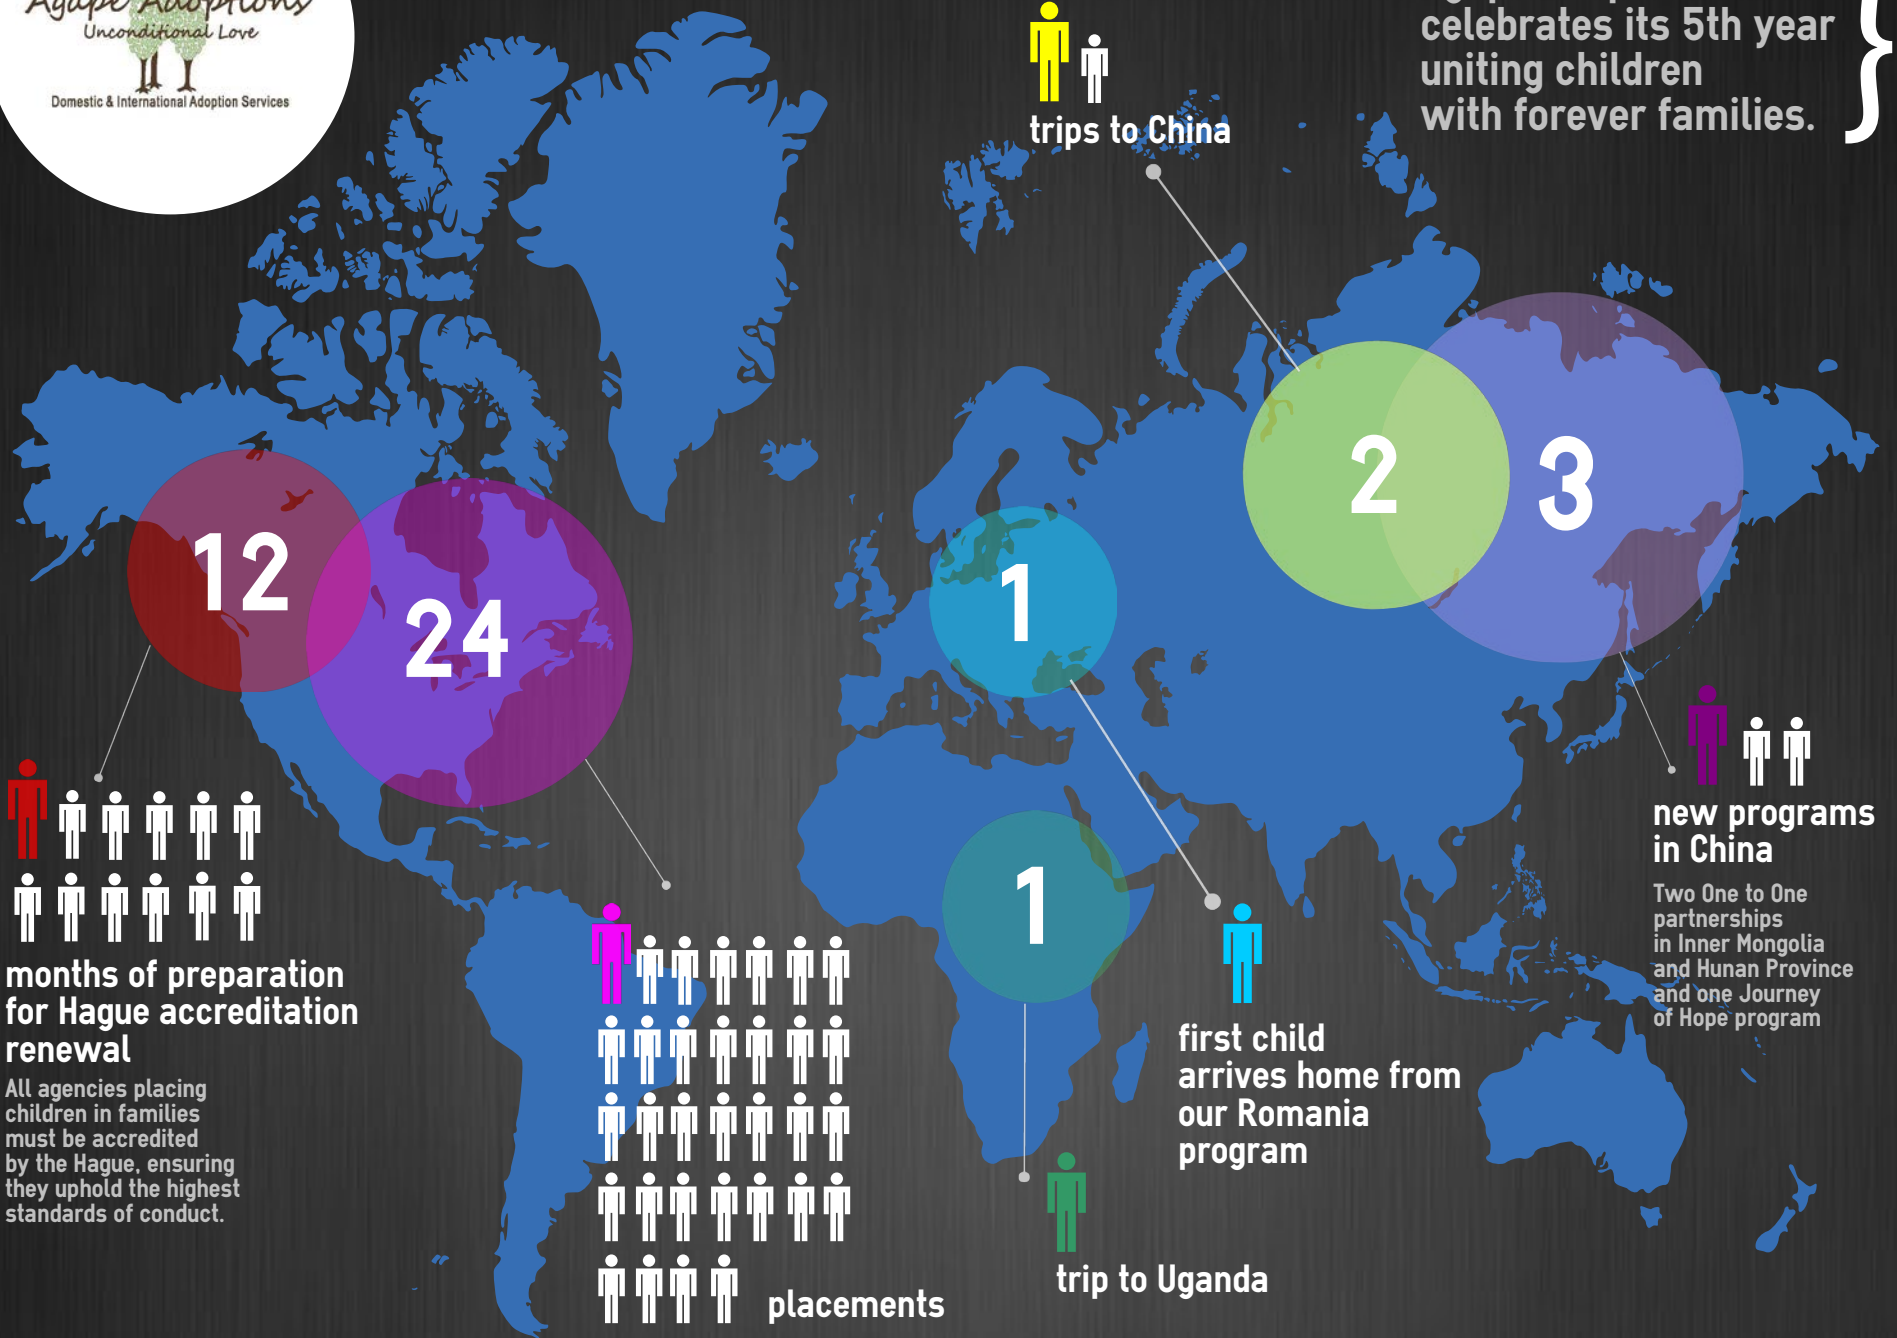 Agape Adoptions
Unconditional Love
Domestic & International Adoption Services
celebrates its 5th year
uniting children
with forever families.
}
trips to China
2
3
12
24
1
1
new programs
in China
Two One to One
partnerships
in Inner Mongolia
and Hunan Province
and one Journey
of Hope program
months of preparation
for Hague accreditation
renewal
All agencies placing
children in families
must be accredited
by the Hague, ensuring
they uphold the highest
standards of conduct.
first child
arrives home from
our Romania
program
trip to Uganda
placements